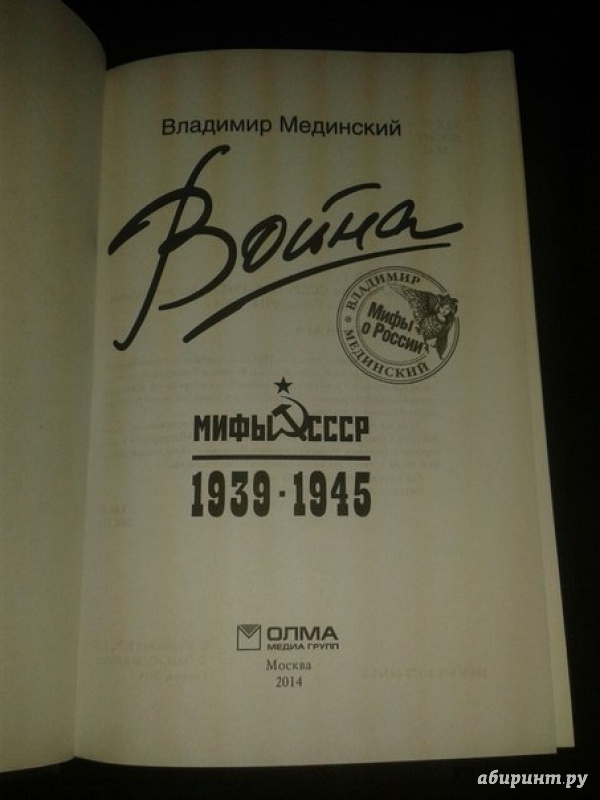 Владимир Мединский
Война
ВЛАДИМИР
Мифы
о России
МЕДИНСКИЙ
МИФЫ СССР
1939 - 1945
ОЛМА
МЕДИА ГРУПП
Москва
2014
абиринт.ру